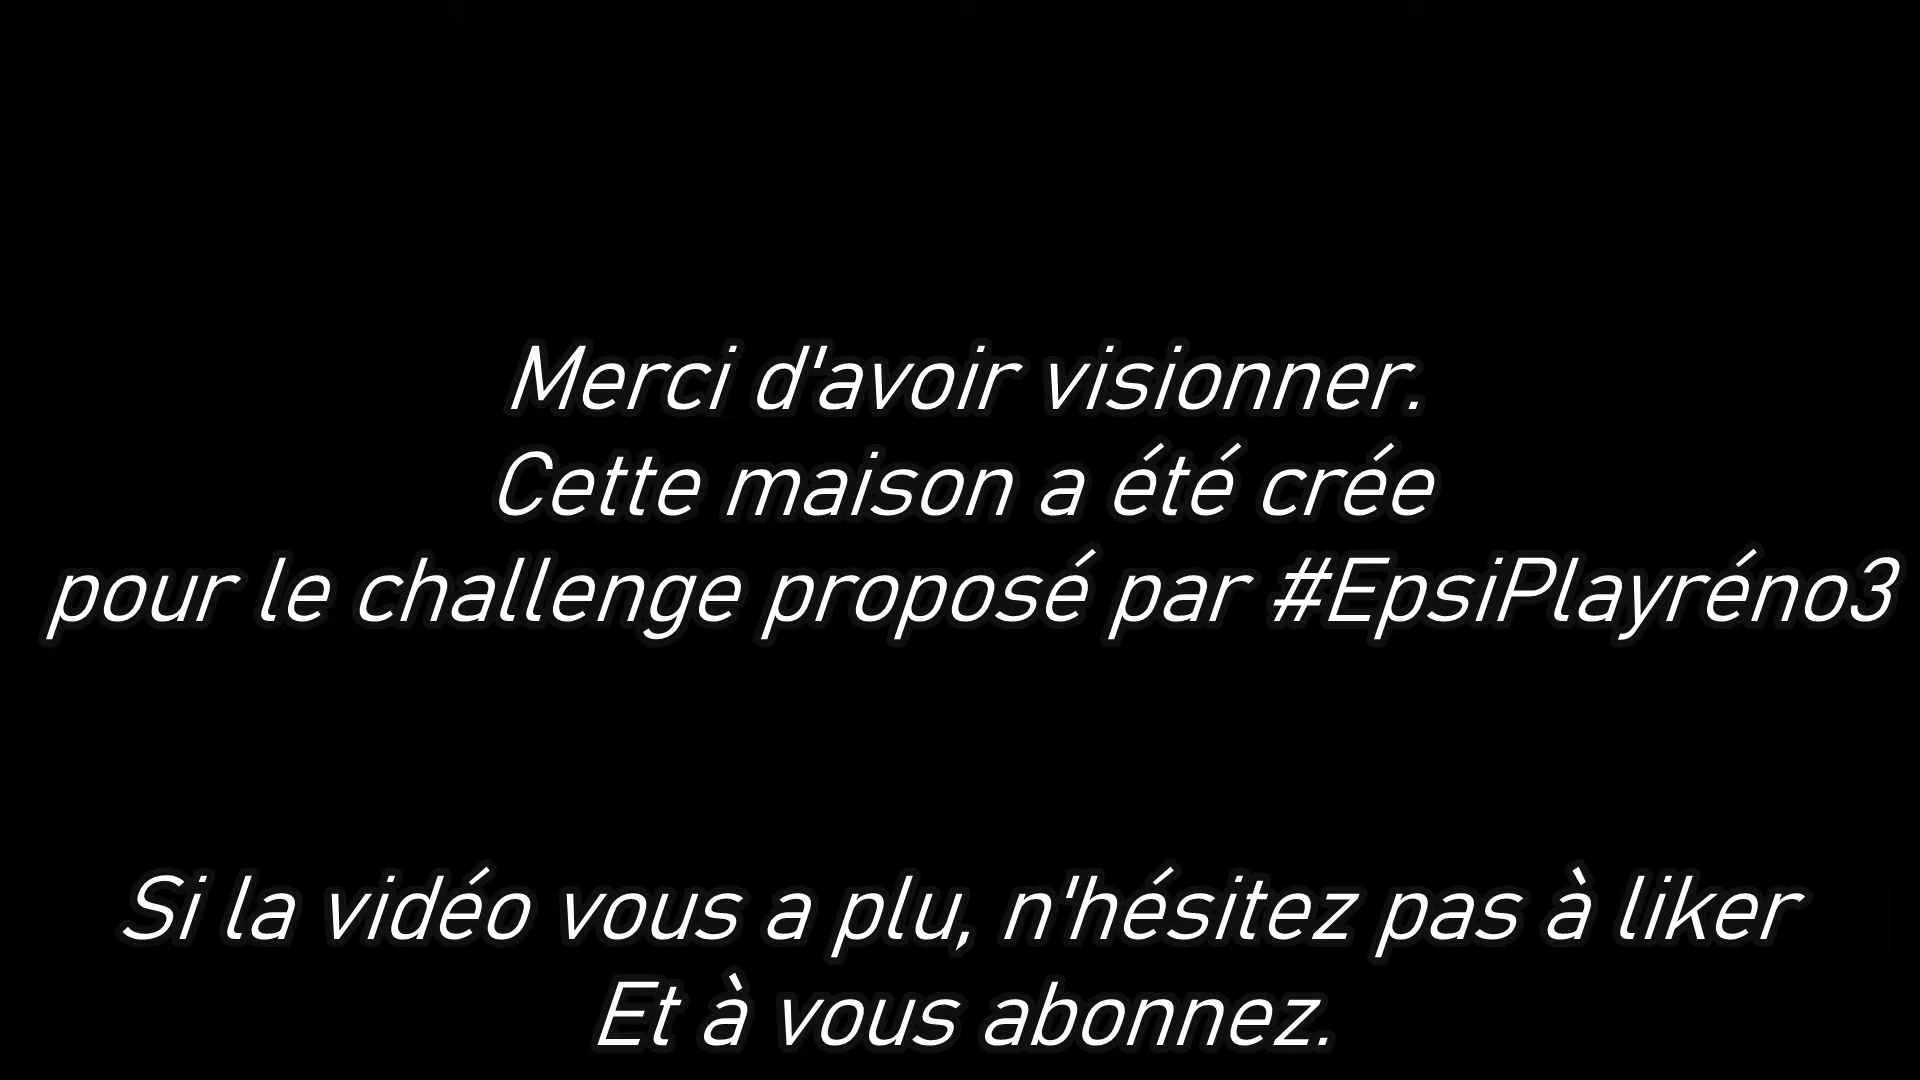 Merci d'avoir visionner.
Cette maison a été crée
pour le challenge proposé par #EpsiPlayréno3
Si la vidéo vous a plu, n'hésitez pas à liker
Et à vous abonnez.